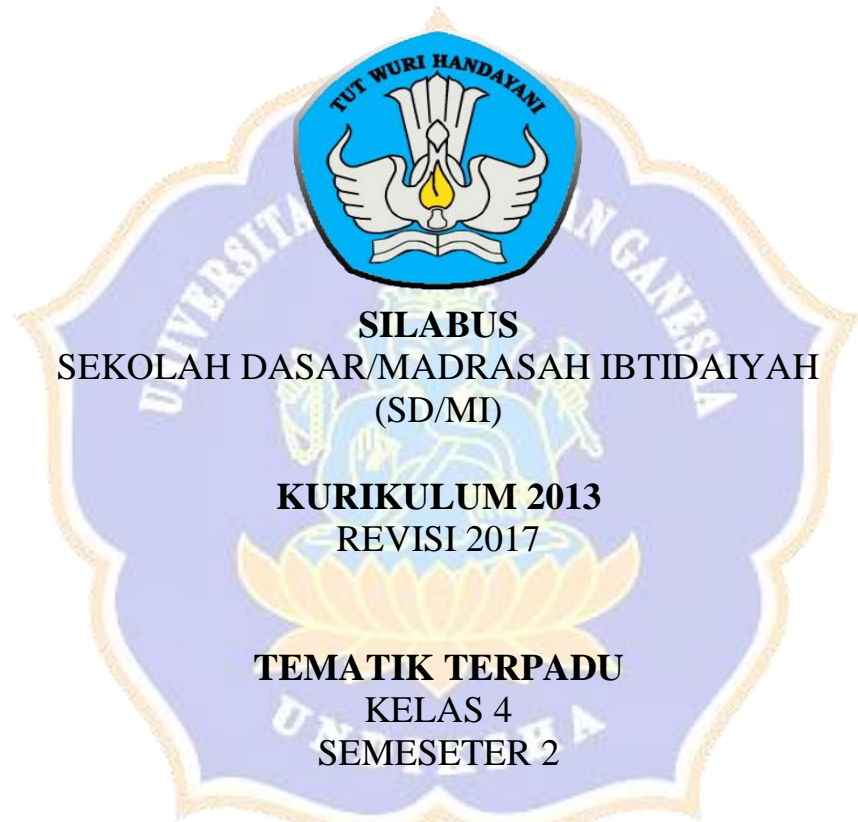 TUT WURI HANDAYANI
SILABUS
SEKOLAH DASAR/MADRASAH IBTIDAIYAH
(SD/MI)
KURIKULUM 2013
REVISI 2017
TEMATIK TERPADU
KELAS 4
SEMESETER 2